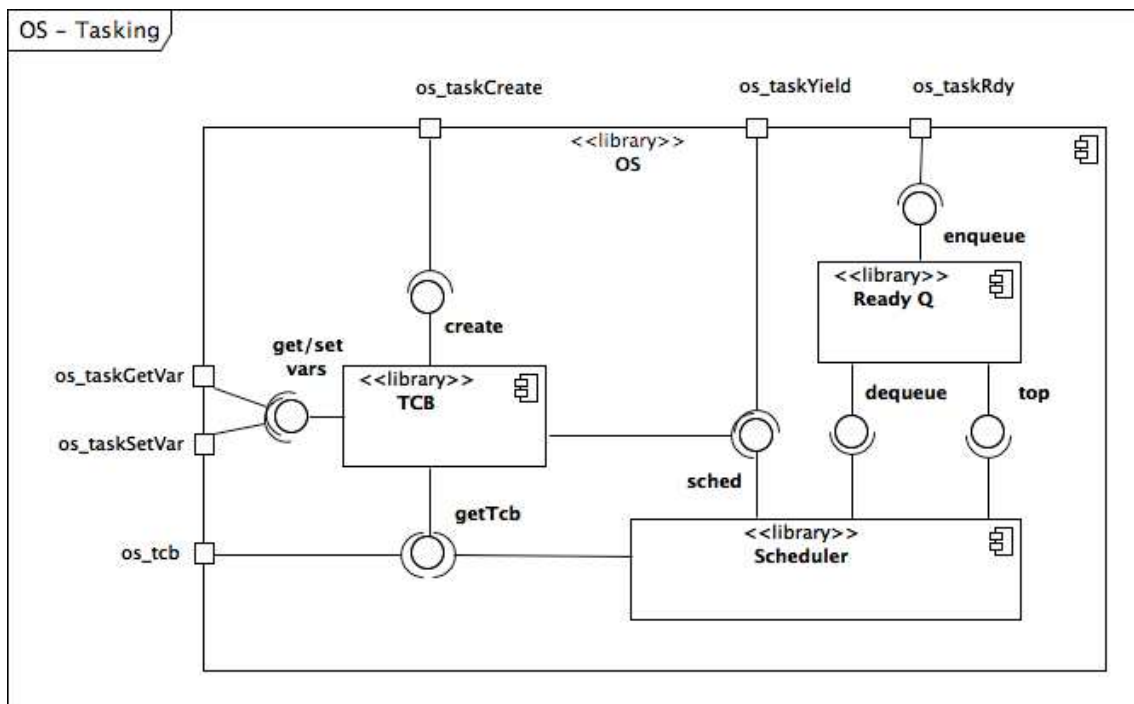 OS - Tasking
os_taskCreate
os_taskYield
os_taskRdy
<<library>>
OS
enqueue
<<library>>
Ready Q
create
get/set
vars
os_taskGetVar
<<library>>
TCB
dequeue
top
os_taskSetVar
sched
getTcb
os_tcb
<<library>>
Scheduler